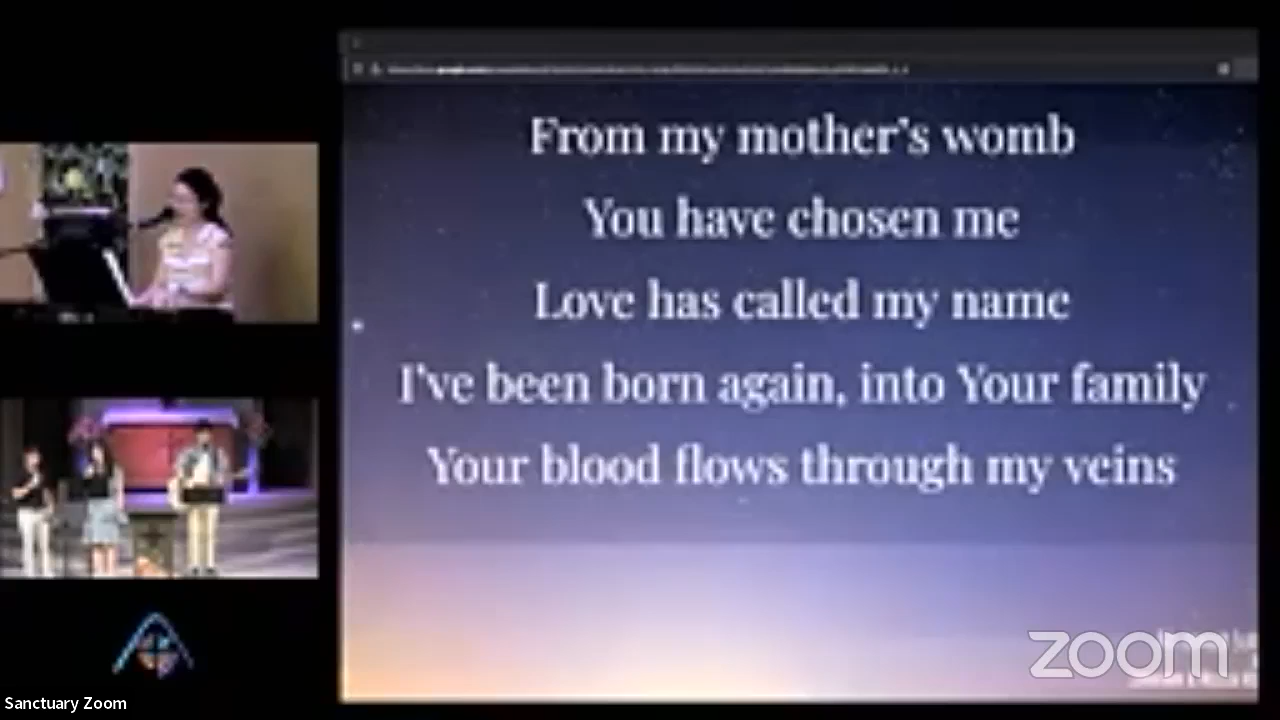 From my mother's womb
You have chosen me
Love has called my name
I've been born again, into Your family
Your blood flows through my veins
zoom
Sanctuary Zoom